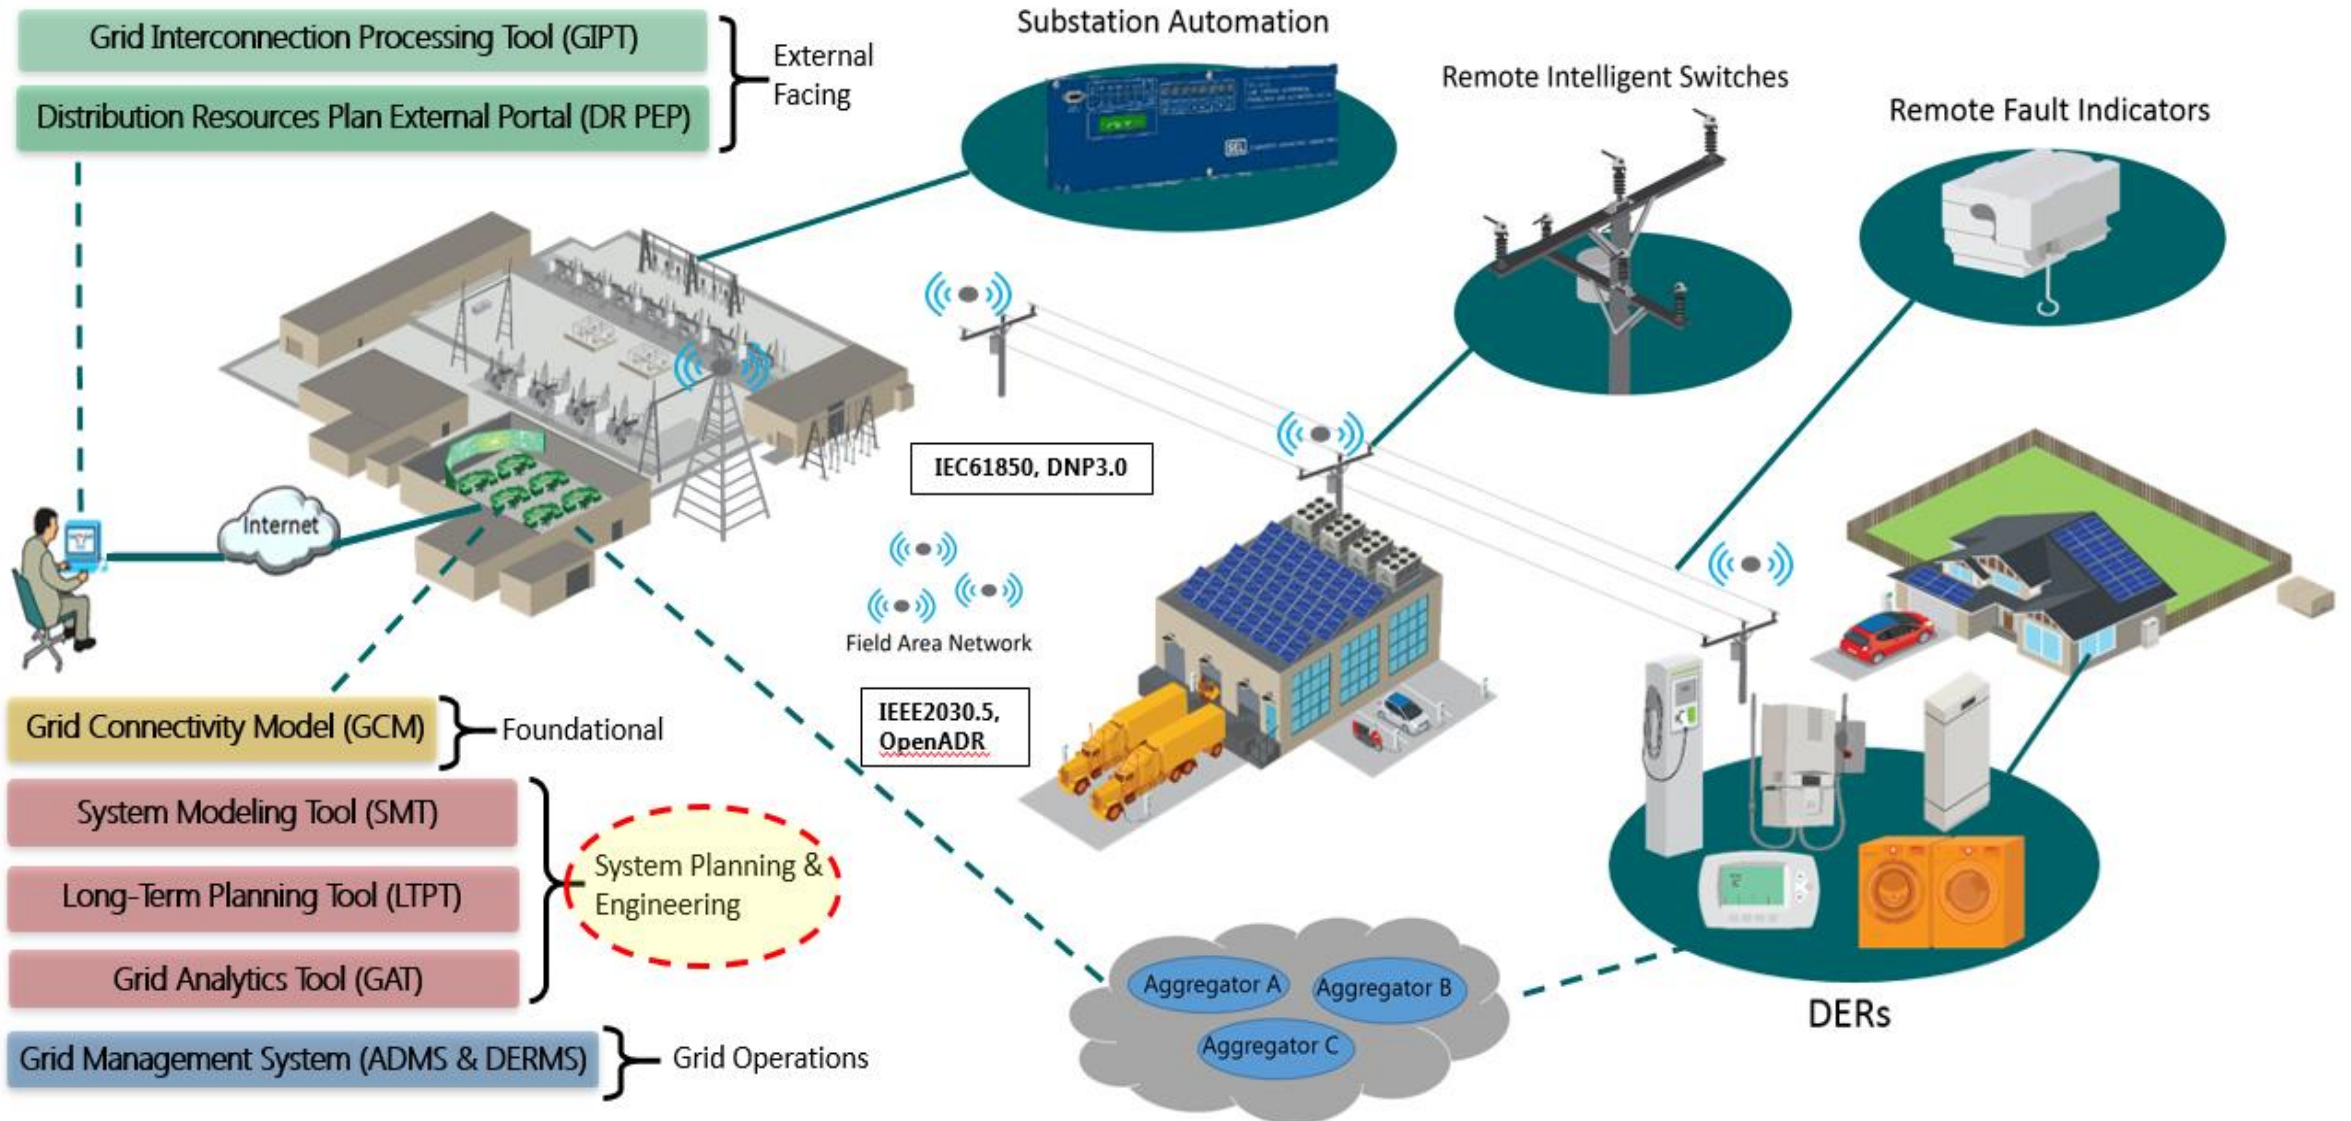 Grid Interconnection Processing Tool (GIPT)
Distribution Resources Plan External Portal (DR PEP)
External
Facing
Substation Automation
SEL
Remote Intelligent Switches
Remote Fault Indicators
IEC61850, DNP3.0
Internet
Field Area Network
IEEE2030.5,
OpenADR
Grid Connectivity Model (GCM)
Foundational
System Modeling Tool (SMT)
Long-Term Planning Tool (LTPT)
Grid Analytics Tool (GAT)
System Planning &
Engineering
Grid Management System (ADMS & DERMS)
Grid Operations
Aggregator A
Aggregator B
Aggregator C
DERs